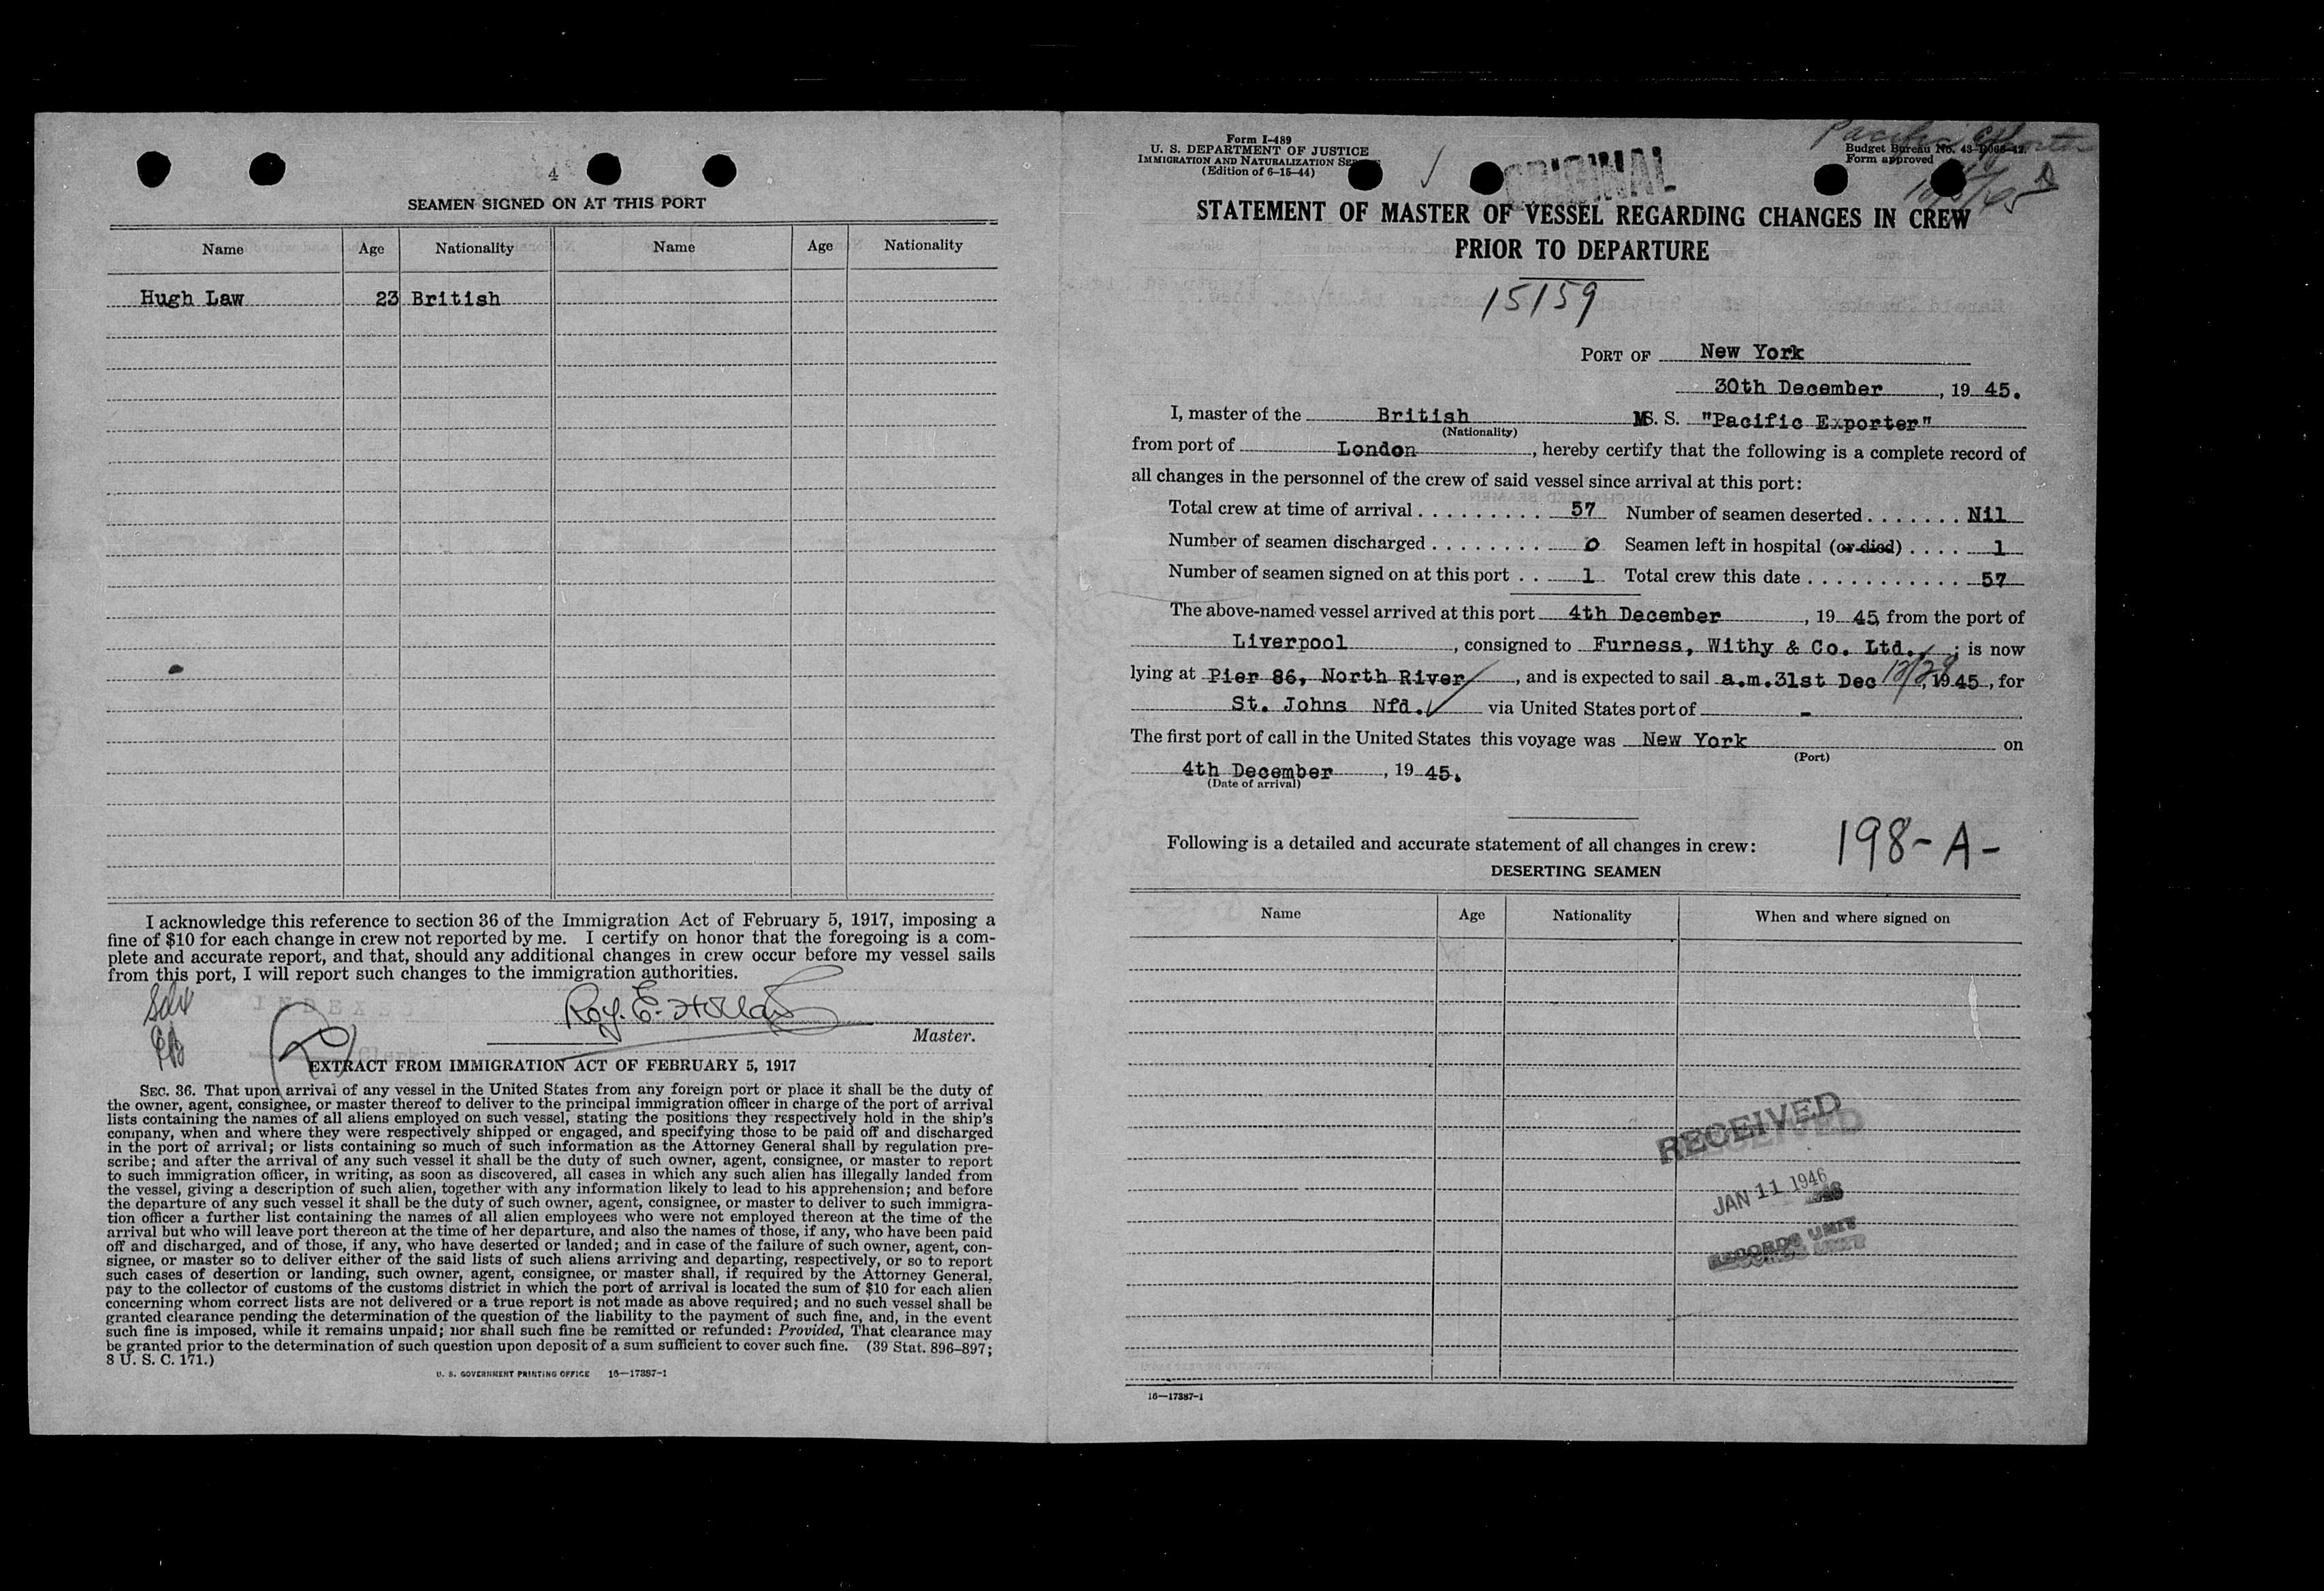 4
SEAMEN SIGNED ON AT THIS PORT
Name Age Nationality Name Age Nationality
Hugh Law 23 British
I acknowledge this reference to section 36 of the Immigration Act of February 5, 1917, imposing a
fine of $10 for each change in crew not reported by me. I certify on honor that the foregoing is a com-
plete and accurate report, and that, should any additional changes in crew occur before my vessel sails
from this port, I will report such changes to the immigration authorities.
Roy. E.
Master.
EXTRACT FROM IMMIGRATION ACT OF FEBRUARY 5, 1917
SEC. 36. That upon arrival of any vessel in the United States from any foreign port or place it shall be the duty of
the owner, agent, consignee, or master thereof to deliver to the principal immigration officer in charge of the port of arrival
lists containing the names of all aliens employed on such vessel, stating the positions they respectively hold in the ship's
company, when and where they were respectively shipped or engaged, and specifying those to be paid off and discharged
in the port of arrival; or lists containing so much of such information as the Attorney General shall by regulation pre-
scribe; and after the arrival of any such vessel it shall be the duty of such owner, agent, consignee, or master to report
to such immigration officer, in writing, as soon as discovered, all cases in which any such alien has illegally landed from
the vessel, giving a description of such alien, together with any information likely to lead to his apprehension; and before
the departure of any such vessel it shall be the duty of such owner, agent, consignee, or master to deliver to such immigra-
tion officer a further list containing the names of all alien employees who were not employed thereon at the time of the
arrival but who will leave port thereon at the time of her departure, and also the names of those, if any, who have been paid
off and discharged, and of those, if any, who have deserted or landed; and in case of the failure of such owner, agent, con-
signee, or master so to deliver either of the said lists of such aliens arriving and departing, respectively, or so to report
such cases of desertion or landing, such owner, agent, consignee, or master shall, if required by the Attorney General,
pay to the collector of customs of the customs district in which the port of arrival is located the sum of $10 for each alien
concerning whom correct lists are not delivered or a true report is not made as above required; and no such vessel shall be
granted clearance pending the determination of the question of the liability to the payment of such fine, and, in the event
such fine is imposed, while it remains unpaid; nor shall such fine be remitted or refunded: Provided, That clearance may
be granted prior to the determination of such question upon deposit of a sum sufficient to cover such fine. (39 Stat. 896–897;
8 U. S. C. 171.)
U. S. GOVERNMENT PRINTING OFFICE 16—17387-1
Form I-489
U. S. DEPARTMENT OF JUSTICE
IMMIGRATION AND NATURALIZATION
(Edition of 6-15-44)
ORIGINAL
Pacific Exporter
Budget Bureau No.
Form approved
STATEMENT OF MASTER OF VESSEL REGARDING CHANGES IN CREW
PRIOR TO DEPARTURE
15159
PORT OF New York
30th December, 19 45.
I, master of the British MS. S. "Pacific Exporter"
(Nationality)
from port of London, hereby certify that the following is a complete record of
all changes in the personnel of the crew of said vessel since arrival at this port:
Total crew at time of arrival . . . . . . . . . 57 Number of seamen deserted . . . . . . . Nil
Number of seamen discharged . . . . . . . . 0 Seamen left in hospital (or died) . . . . 1
Number of seamen signed on at this port . . 1 Total crew this date . . . . . . . . . . . . 57
The above-named vessel arrived at this port 4th December, 19 45, from the port of
Liverpool, consigned to Furness, Withy & Co. Ltd., ; is now
lying at Pier 86, North River, and is expected to sail a.m. 31st Dec 12/29, 1945, for
St. Johns Nfd. via United States port of -
The first port of call in the United States this voyage was New York on
(Port)
4th December, 19 45.
(Date of arrival)
Following is a detailed and accurate statement of all changes in crew:
198-A-
DESERTING SEAMEN
Name Age Nationality When and where signed on
RECEIVED
JAN 11 1946
RECORDS UNIT
16—17387-1